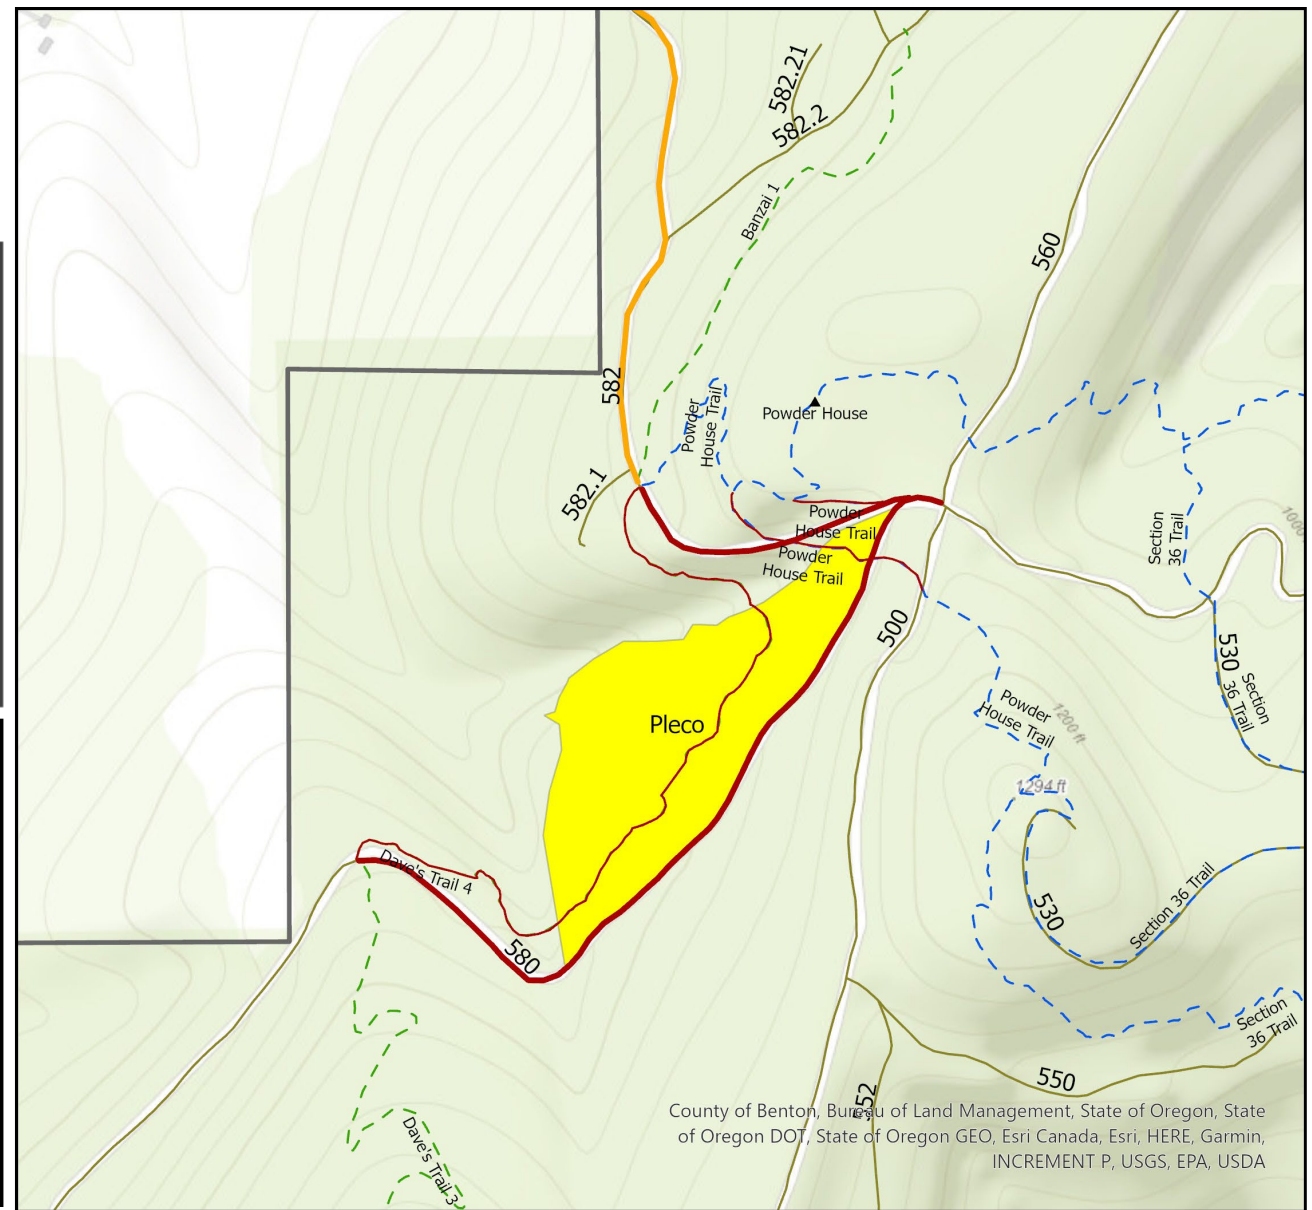 582.21
582.2
Banzai 1
560
582
Powder
House Trail
Powder House
582.1
Powder
House Trail
Powder
House Trail
Section
36 Trail
1000
500
530
Section
36 Trail
Pleco
Powder
House Trail
1200 ft
1294 ft
Dave's Trail 4
580
530
Section 36 Trail
Section
36 Trail
550
552
County of Benton, Bureau of Land Management, State of Oregon, State
of Oregon DOT, State of Oregon GEO, Esri Canada, Esri, HERE, Garmin,
INCREMENT P, USGS, EPA, USDA
Dave's Trail 3